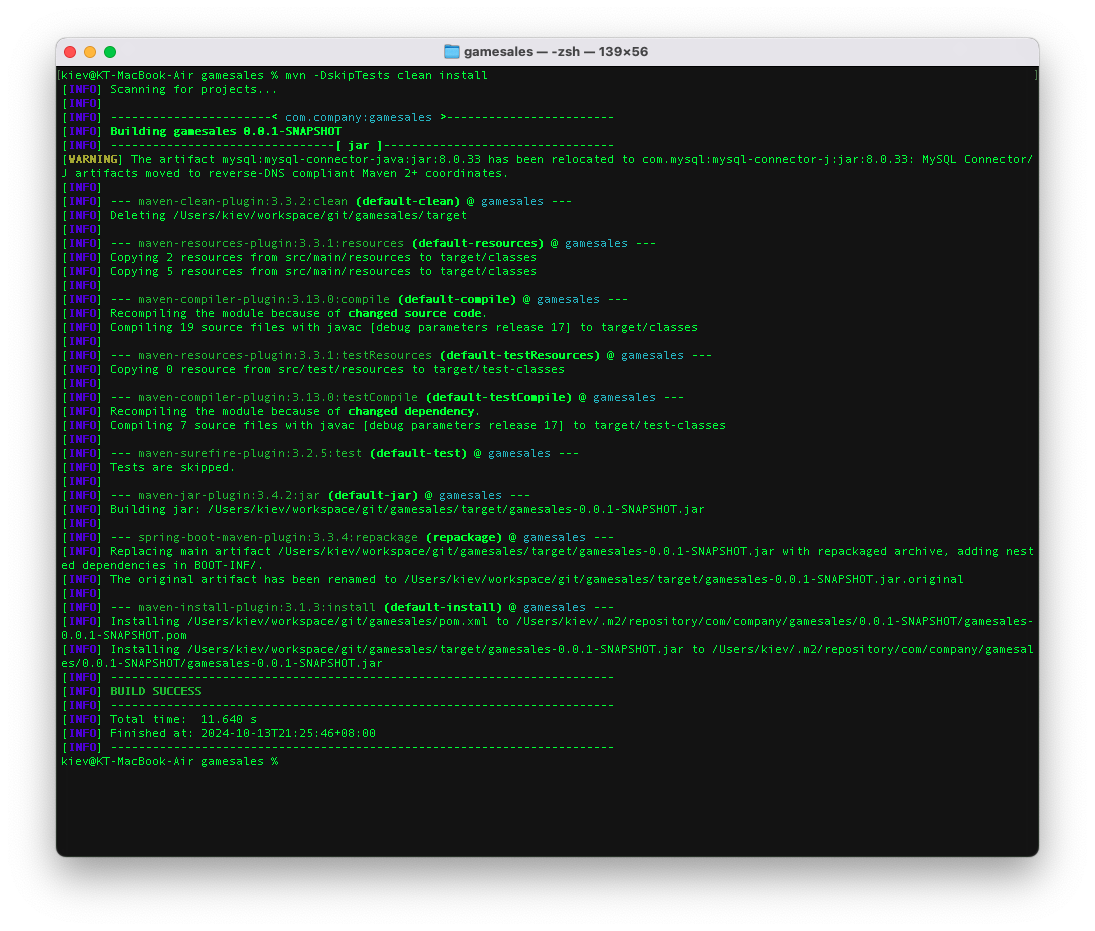 gamesales — -zsh — 139×56
[kiev@KT-MacBook-Air gamesales % mvn -DskipTests clean install ]
[INFO] Scanning for projects...
[INFO]
[INFO] -----------------------< com.company:gamesales >------------------------
[INFO] Building gamesales 0.0.1-SNAPSHOT
[INFO] --------------------------------[ jar ]---------------------------------
[WARNING] The artifact mysql:mysql-connector-java:jar:8.0.33 has been relocated to com.mysql:mysql-connector-j:jar:8.0.33: MySQL Connector/
J artifacts moved to reverse-DNS compliant Maven 2+ coordinates.
[INFO]
[INFO] --- maven-clean-plugin:3.3.2:clean (default-clean) @ gamesales ---
[INFO] Deleting /Users/kiev/workspace/git/gamesales/target
[INFO]
[INFO] --- maven-resources-plugin:3.3.1:resources (default-resources) @ gamesales ---
[INFO] Copying 2 resources from src/main/resources to target/classes
[INFO] Copying 5 resources from src/main/resources to target/classes
[INFO]
[INFO] --- maven-compiler-plugin:3.13.0:compile (default-compile) @ gamesales ---
[INFO] Recompiling the module because of changed source code.
[INFO] Compiling 19 source files with javac [debug parameters release 17] to target/classes
[INFO]
[INFO] --- maven-resources-plugin:3.3.1:testResources (default-testResources) @ gamesales ---
[INFO] Copying 0 resource from src/test/resources to target/test-classes
[INFO]
[INFO] --- maven-compiler-plugin:3.13.0:testCompile (default-testCompile) @ gamesales ---
[INFO] Recompiling the module because of changed dependency.
[INFO] Compiling 7 source files with javac [debug parameters release 17] to target/test-classes
[INFO]
[INFO] --- maven-surefire-plugin:3.2.5:test (default-test) @ gamesales ---
[INFO] Tests are skipped.
[INFO]
[INFO] --- maven-jar-plugin:3.4.2:jar (default-jar) @ gamesales ---
[INFO] Building jar: /Users/kiev/workspace/git/gamesales/target/gamesales-0.0.1-SNAPSHOT.jar
[INFO]
[INFO] --- spring-boot-maven-plugin:3.3.4:repackage (repackage) @ gamesales ---
[INFO] Replacing main artifact /Users/kiev/workspace/git/gamesales/target/gamesales-0.0.1-SNAPSHOT.jar with repackaged archive, adding nest
ed dependencies in BOOT-INF/.
[INFO] The original artifact has been renamed to /Users/kiev/workspace/git/gamesales/target/gamesales-0.0.1-SNAPSHOT.jar.original
[INFO]
[INFO] --- maven-install-plugin:3.1.3:install (default-install) @ gamesales ---
[INFO] Installing /Users/kiev/workspace/git/gamesales/pom.xml to /Users/kiev/.m2/repository/com/company/gamesales/0.0.1-SNAPSHOT/gamesales-
0.0.1-SNAPSHOT.pom
[INFO] Installing /Users/kiev/workspace/git/gamesales/target/gamesales-0.0.1-SNAPSHOT.jar to /Users/kiev/.m2/repository/com/company/gamesal
es/0.0.1-SNAPSHOT/gamesales-0.0.1-SNAPSHOT.jar
[INFO] ------------------------------------------------------------------------
[INFO] BUILD SUCCESS
[INFO] ------------------------------------------------------------------------
[INFO] Total time:  11.640 s
[INFO] Finished at: 2024-10-13T21:25:46+08:00
[INFO] ------------------------------------------------------------------------
kiev@KT-MacBook-Air gamesales %